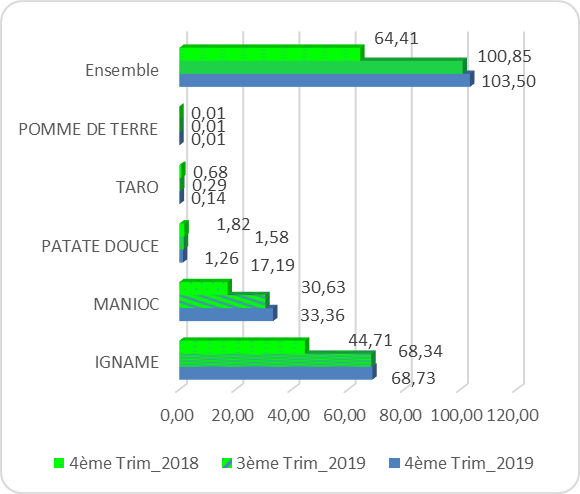 64,41
Ensemble 100,85
103,50
0,01
POMME DE TERRE 0,01
0,01
0,68
TARO 0,29
0,14
1,82
PATATE DOUCE 1,58
1,26
17,19
MANIOC 30,63
33,36
44,71
IGNAME 68,34
68,73
0,00 20,00 40,00 60,00 80,00 100,00 120,00
4ème Trim_2018 3ème Trim_2019 4ème Trim_2019